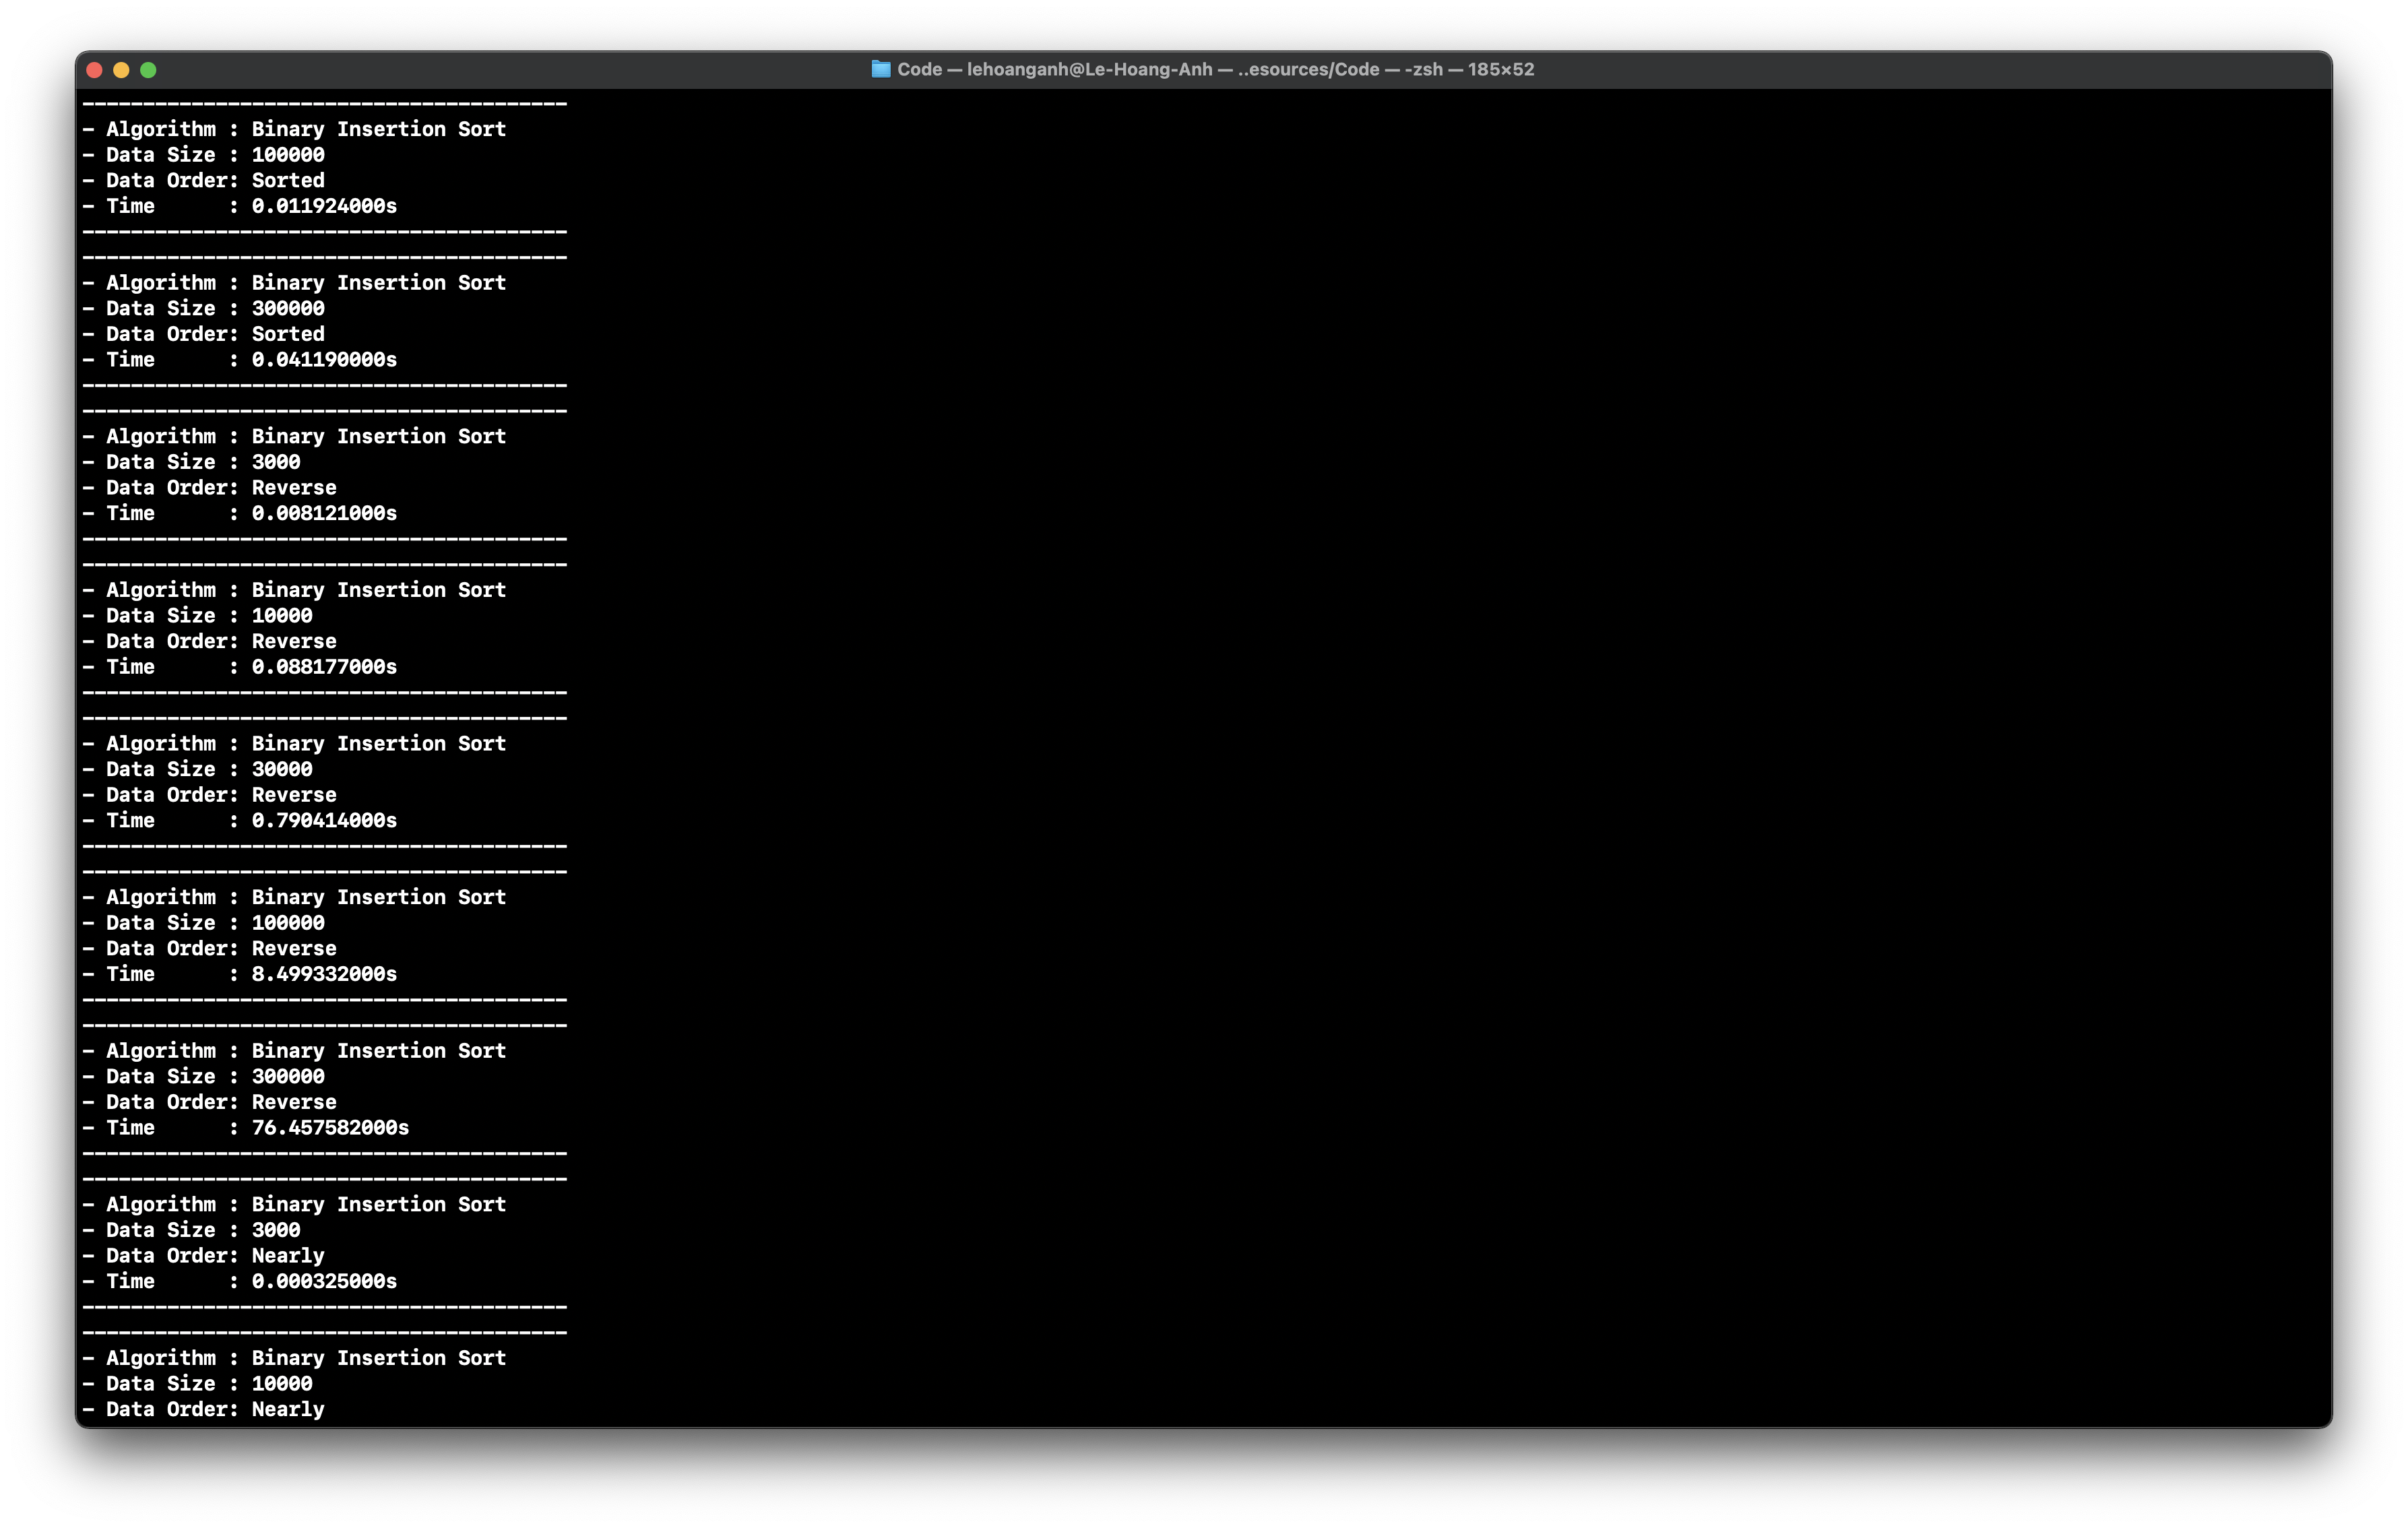 Code — lehoanganh@Le-Hoang-Anh — ..esources/Code — -zsh — 185×52
----------------------------------------
- Algorithm : Binary Insertion Sort
- Data Size : 100000
- Data Order: Sorted
- Time      : 0.011924000s
----------------------------------------
----------------------------------------
- Algorithm : Binary Insertion Sort
- Data Size : 300000
- Data Order: Sorted
- Time      : 0.041190000s
----------------------------------------
----------------------------------------
- Algorithm : Binary Insertion Sort
- Data Size : 3000
- Data Order: Reverse
- Time      : 0.008121000s
----------------------------------------
----------------------------------------
- Algorithm : Binary Insertion Sort
- Data Size : 10000
- Data Order: Reverse
- Time      : 0.088177000s
----------------------------------------
----------------------------------------
- Algorithm : Binary Insertion Sort
- Data Size : 30000
- Data Order: Reverse
- Time      : 0.790414000s
----------------------------------------
----------------------------------------
- Algorithm : Binary Insertion Sort
- Data Size : 100000
- Data Order: Reverse
- Time      : 8.499332000s
----------------------------------------
----------------------------------------
- Algorithm : Binary Insertion Sort
- Data Size : 300000
- Data Order: Reverse
- Time      : 76.457582000s
----------------------------------------
----------------------------------------
- Algorithm : Binary Insertion Sort
- Data Size : 3000
- Data Order: Nearly
- Time      : 0.000325000s
----------------------------------------
----------------------------------------
- Algorithm : Binary Insertion Sort
- Data Size : 10000
- Data Order: Nearly